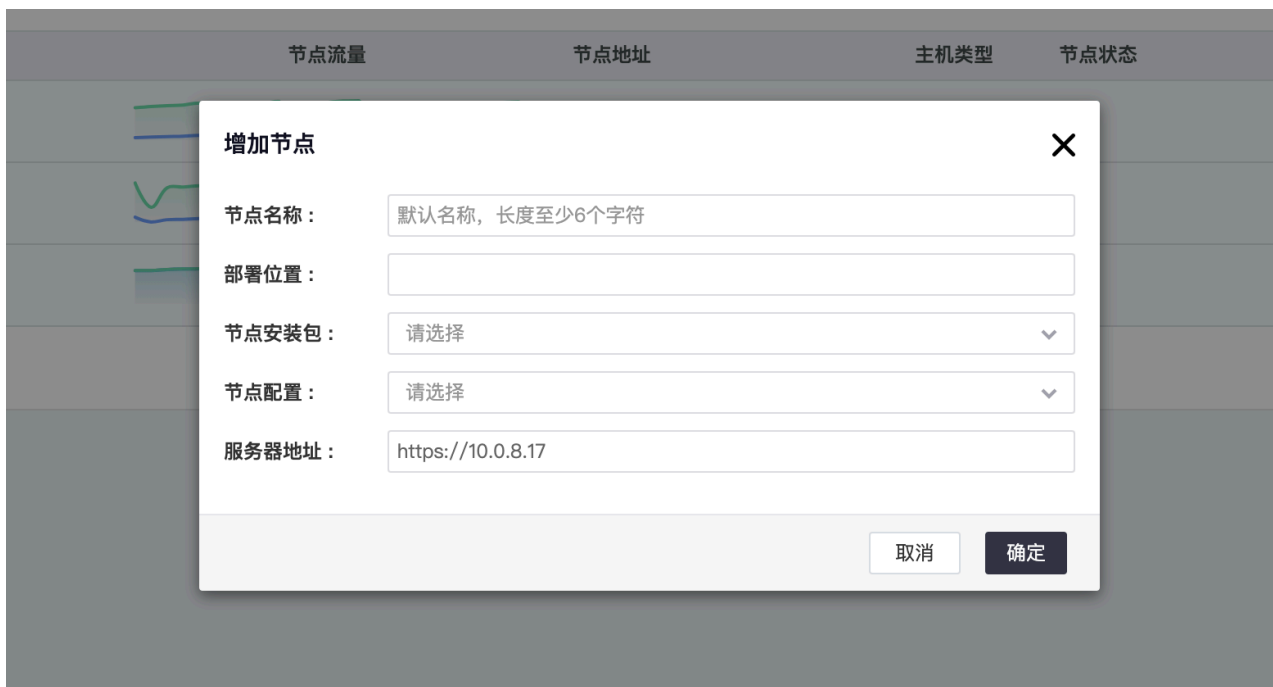 节点流量 节点地址 主机类型 节点状态
增加节点
节点名称： 默认名称，长度至少6个字符
部署位置：
节点安装包： 请选择
节点配置： 请选择
服务器地址： https://10.0.8.17
取消 确定